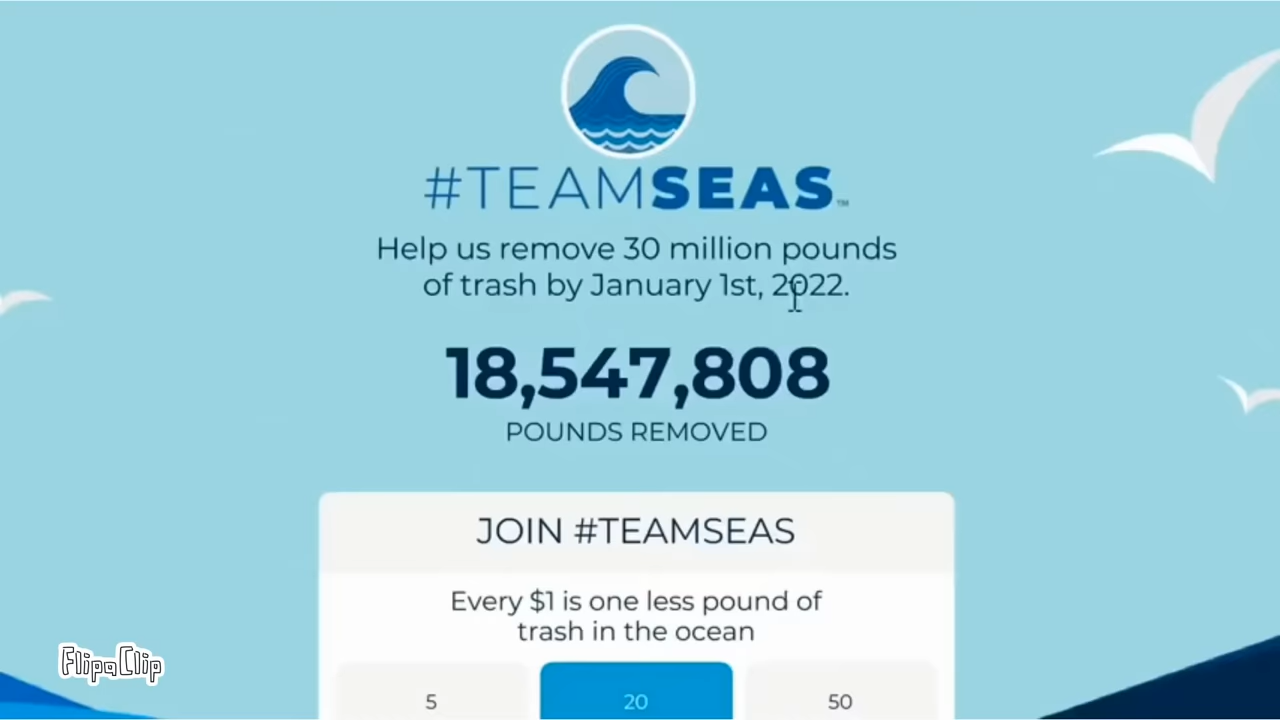 #TEAMSEAS™
Help us remove 30 million pounds
of trash by January 1st, 2022.
18,547,808
POUNDS REMOVED
JOIN #TEAMSEAS
Every $1 is one less pound of
trash in the ocean
FlipaClip
5 20 50